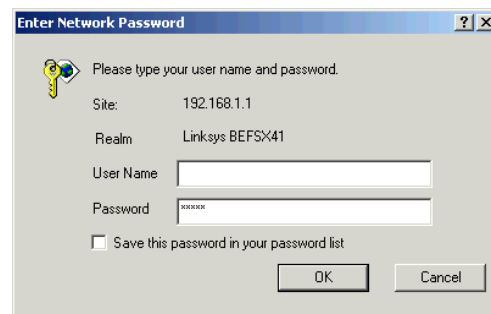 Enter Network Password
Please type your user name and password.
Site: 192.168.1.1
Realm Linksys BEFSX41
User Name
Password xxxxx
Save this password in your password list
OK Cancel